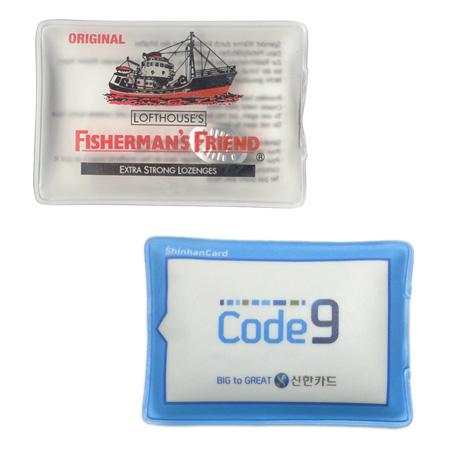 ORIGINAL
LOFTHOUSE'S
FISHERMAN'S FRIEND®
EXTRA STRONG LOZENGES
ShinhanCard
Code9
BIG to GREAT 신한카드